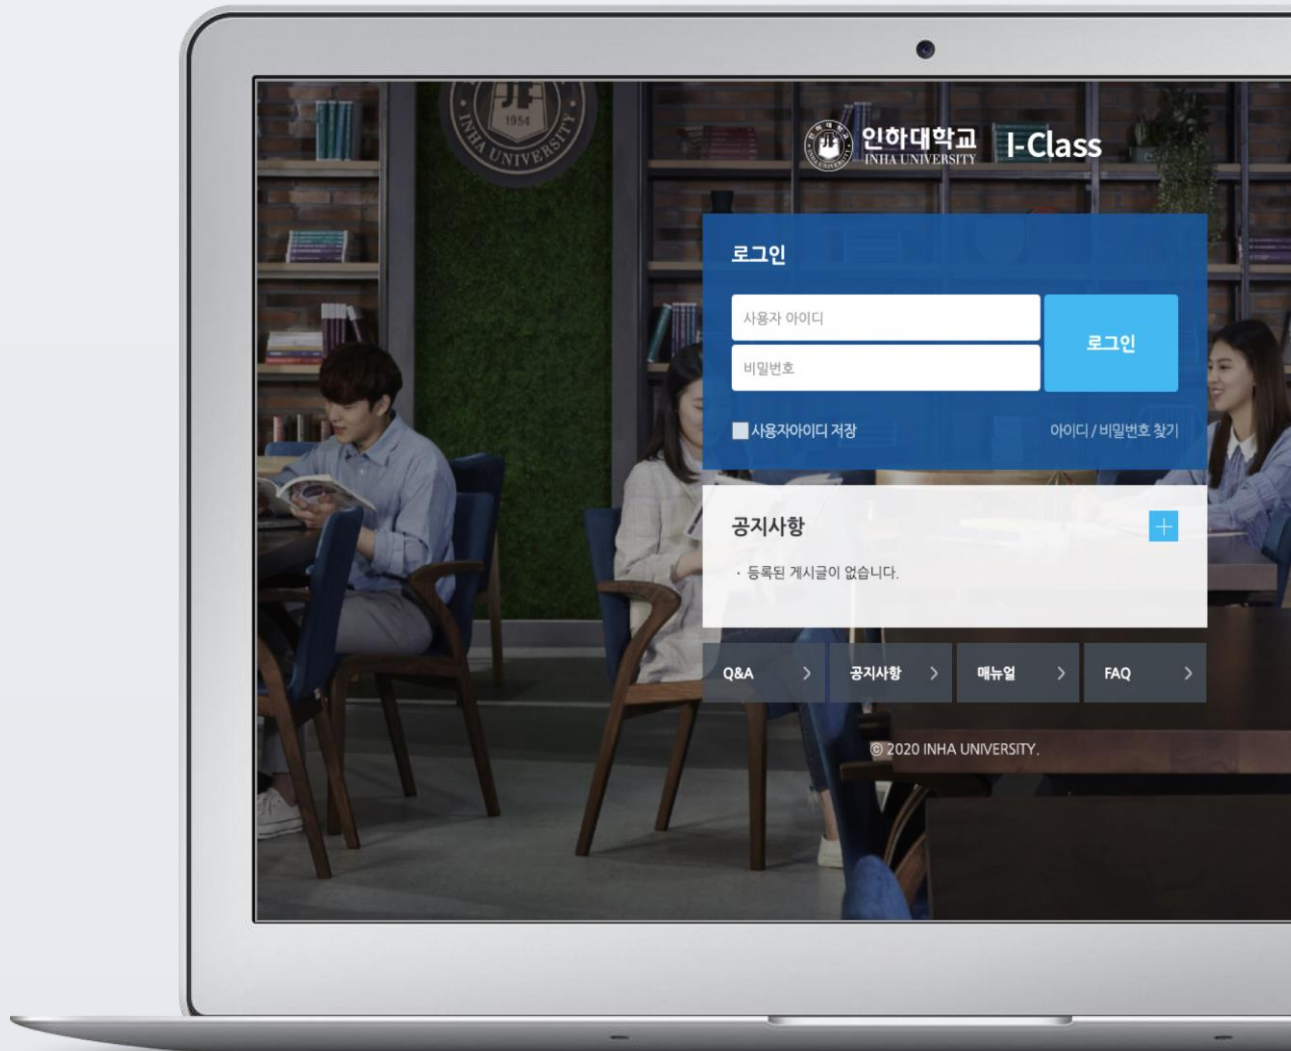 1954
INHA UNIVERSITY
인하대학교
INHA UNIVERSITY
I-Class
로그인
사용자 아이디
비밀번호
로그인
사용자아이디 저장
아이디 / 비밀번호 찾기
공지사항
· 등록된 게시글이 없습니다.
Q&A
공지사항
매뉴얼
FAQ
© 2020 INHA UNIVERSITY.